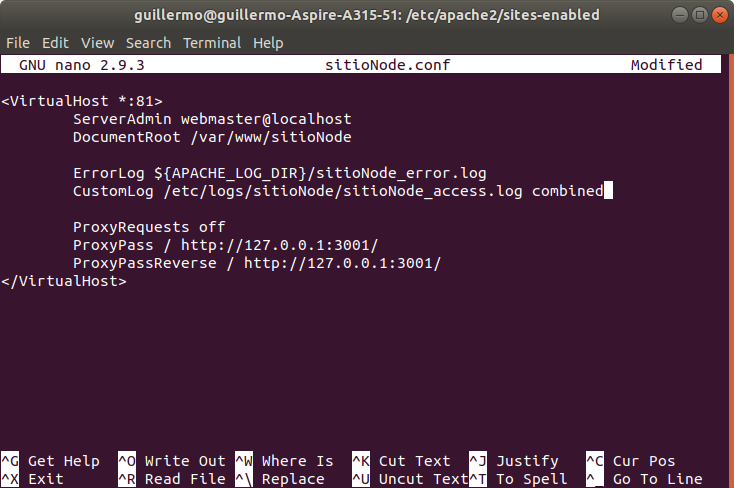 guillermo@guillermo-Aspire-A315-51: /etc/apache2/sites-enabled
File Edit View Search Terminal Help
GNU nano 2.9.3 sitioNode.conf Modified
<VirtualHost *:81>
ServerAdmin webmaster@localhost
DocumentRoot /var/www/sitioNode
ErrorLog ${APACHE_LOG_DIR}/sitioNode_error.log
CustomLog /etc/logs/sitioNode/sitioNode_access.log combined
ProxyRequests off
ProxyPass / http://127.0.0.1:3001/
ProxyPassReverse / http://127.0.0.1:3001/
</VirtualHost>
^G Get Help ^O Write Out ^W Where Is ^K Cut Text ^J Justify ^C Cur Pos
^X Exit ^R Read File ^\ Replace ^U Uncut Text ^T To Spell ^_ Go To Line